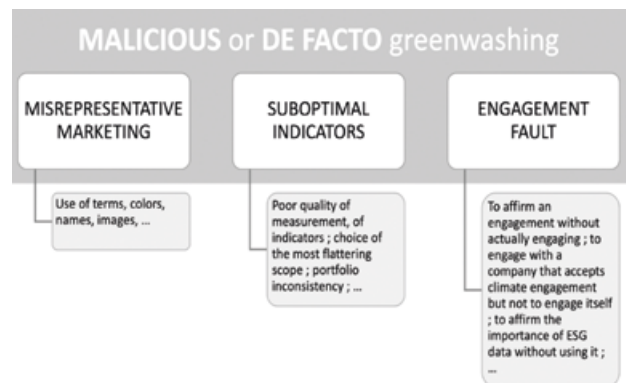 MALICIOUS or DE FACTO greenwashing
MISREPRESENTATIVE
MARKETING
Use of terms, colors,
names, images, ...
SUBOPTIMAL
INDICATORS
Poor quality of
measurement, of
indicators ; choice of
the most flattering
scope ; portfolio
inconsistency ; ...
ENGAGEMENT
FAULT
To affirm an
engagement without
actually engaging ; to
engage with a
company that accepts
climate engagement
but not to engage itself
; to affirm the
importance of ESG
data without using it ;
...